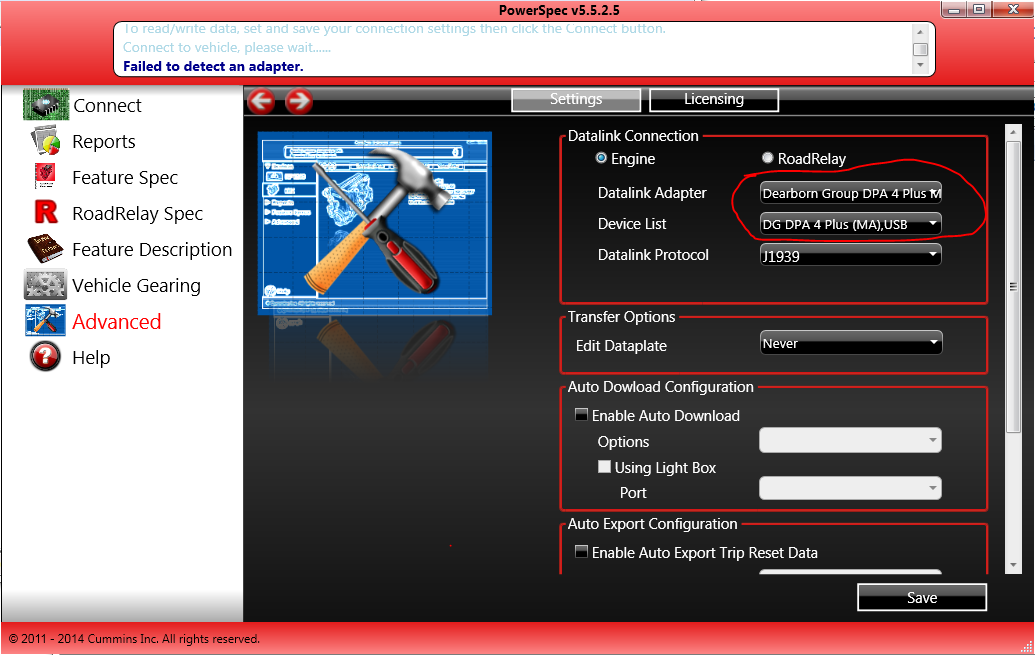 PowerSpec v5.5.2.5
To read/write data, set and save your connection settings then click the Connect button.
Connect to vehicle, please wait......
Failed to detect an adapter.
Connect
Reports
Feature Spec
RoadRelay Spec
Feature Description
Vehicle Gearing
Advanced
Help
Settings
Licensing
Datalink Connection
Engine
RoadRelay
Datalink Adapter
Dearborn Group DPA 4 Plus M
Device List
DG DPA 4 Plus (MA),USB
Datalink Protocol
J1939
Transfer Options
Edit Dataplate
Never
Auto Dowload Configuration
Enable Auto Download
Options
Using Light Box
Port
Auto Export Configuration
Enable Auto Export Trip Reset Data
Save
© 2011 - 2014 Cummins Inc. All rights reserved.